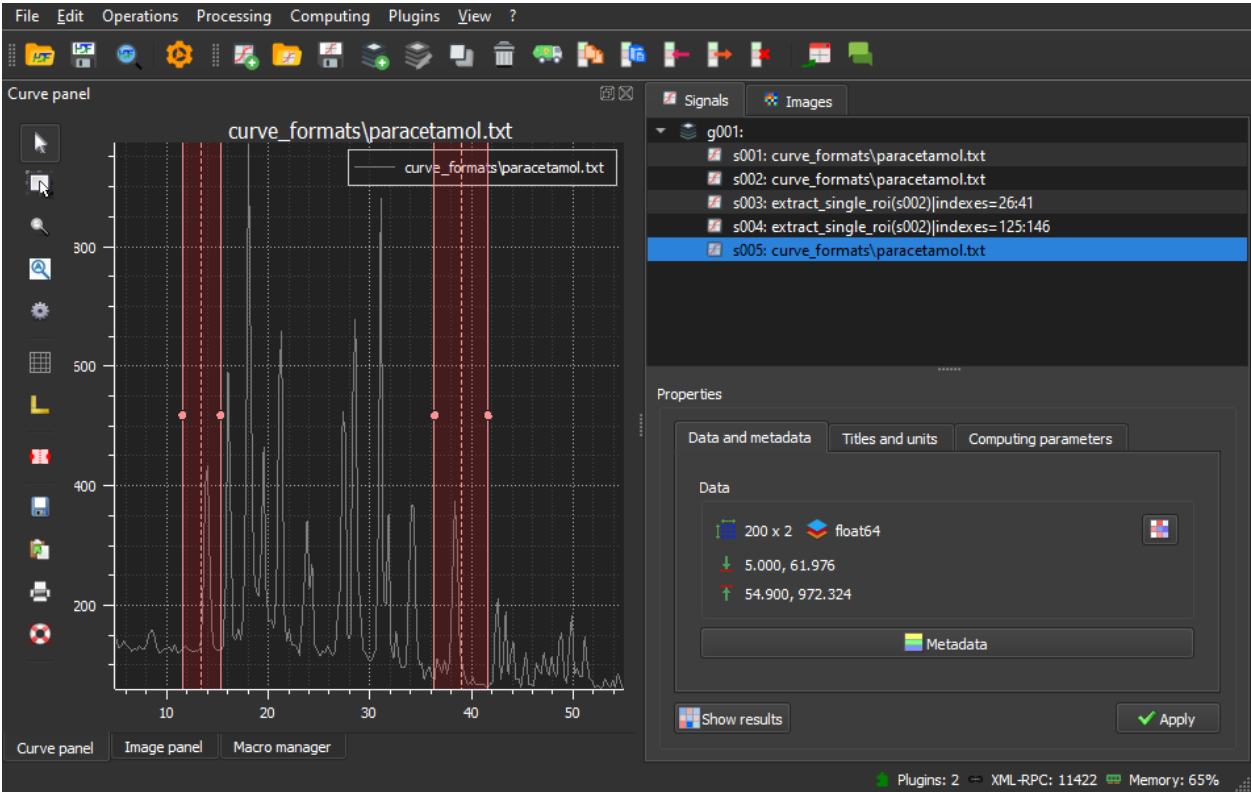 File Edit Operations Processing Computing Plugins View ?
Curve panel
curve_formats\paracetamol.txt
curve_formats\paracetamol.txt
800
600
400
200
10 20 30 40 50
Curve panel Image panel Macro manager
Signals Images
g001:
s001: curve_formats\paracetamol.txt
s002: curve_formats\paracetamol.txt
s003: extract_single_roi(s002)|indexes=26:41
s004: extract_single_roi(s002)|indexes=125:146
s005: curve_formats\paracetamol.txt
Properties
Data and metadata Titles and units Computing parameters
Data
200 x 2 float64
5.000, 61.976
54.900, 972.324
Metadata
Show results Apply
Plugins: 2 XML-RPC: 11422 Memory: 65%